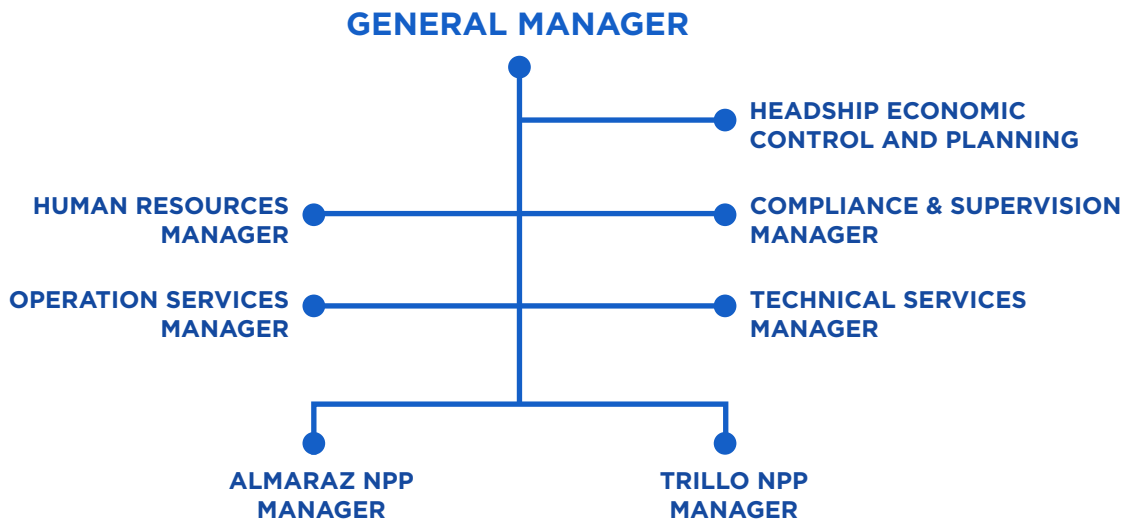 GENERAL MANAGER
HEADSHIP ECONOMIC
CONTROL AND PLANNING
HUMAN RESOURCES
MANAGER
COMPLIANCE & SUPERVISION
MANAGER
OPERATION SERVICES
MANAGER
TECHNICAL SERVICES
MANAGER
ALMARAZ NPP
MANAGER
TRILLO NPP
MANAGER